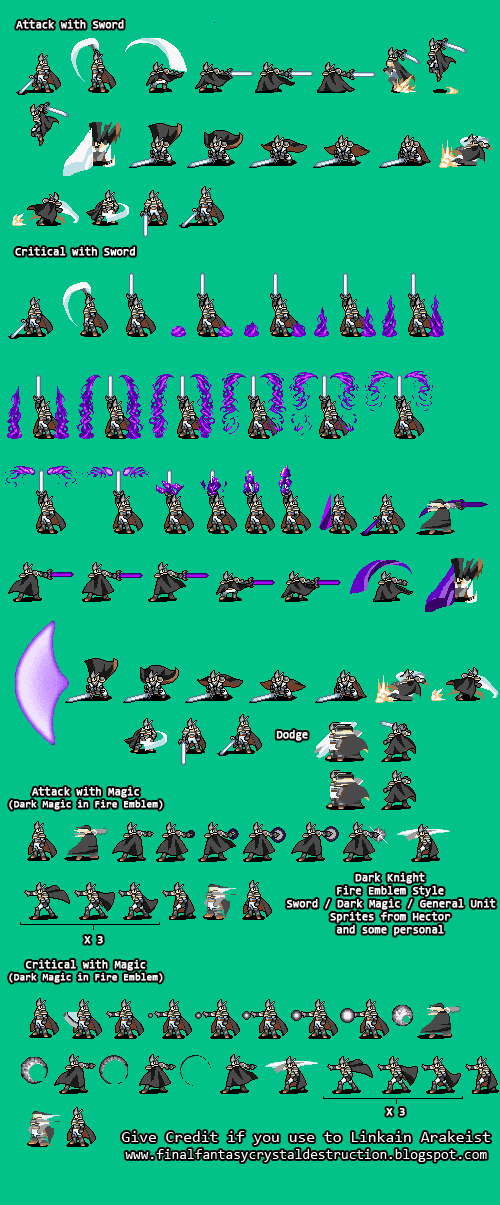 Attack with Sword
Critical with Sword
Dodge
Attack with Magic
(Dark Magic in Fire Emblem)
Dark Knight
Fire Emblem Style
Sword / Dark Magic / General Unit
Sprites from Hector
and some personal
X 3
Critical with Magic
(Dark Magic in Fire Emblem)
X 3
Give Credit if you use to Linkain Arakeist
www.finalfantasycrystaldestruction.blogspot.com